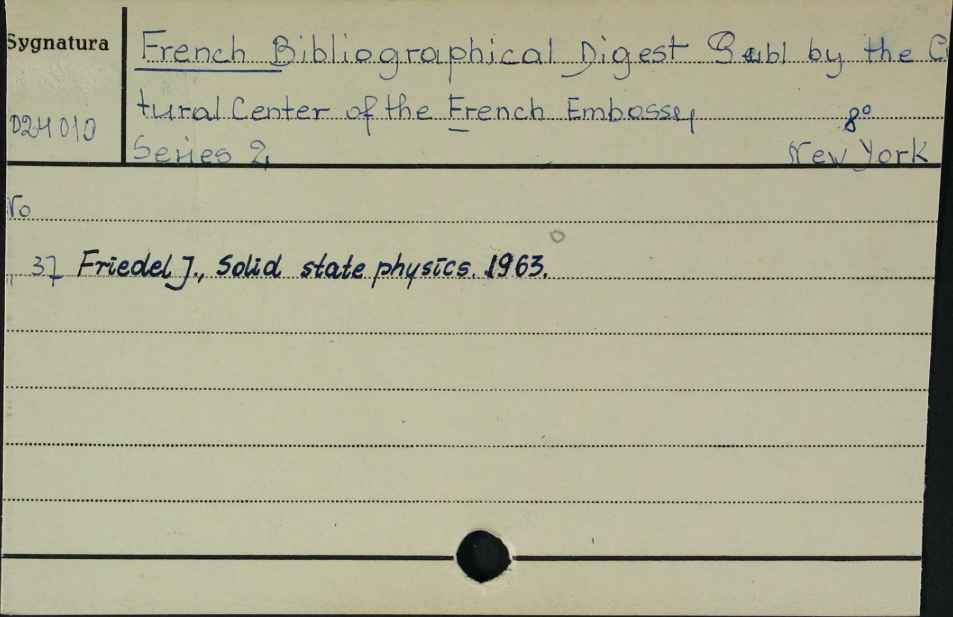 Sygnatura
French Bibliographical Digest Publ by the C
tural Center of the French Embassy
D24010
8°
Series 2,
New York
No
„ 37 Friedel J., Solid state physics. 1963.